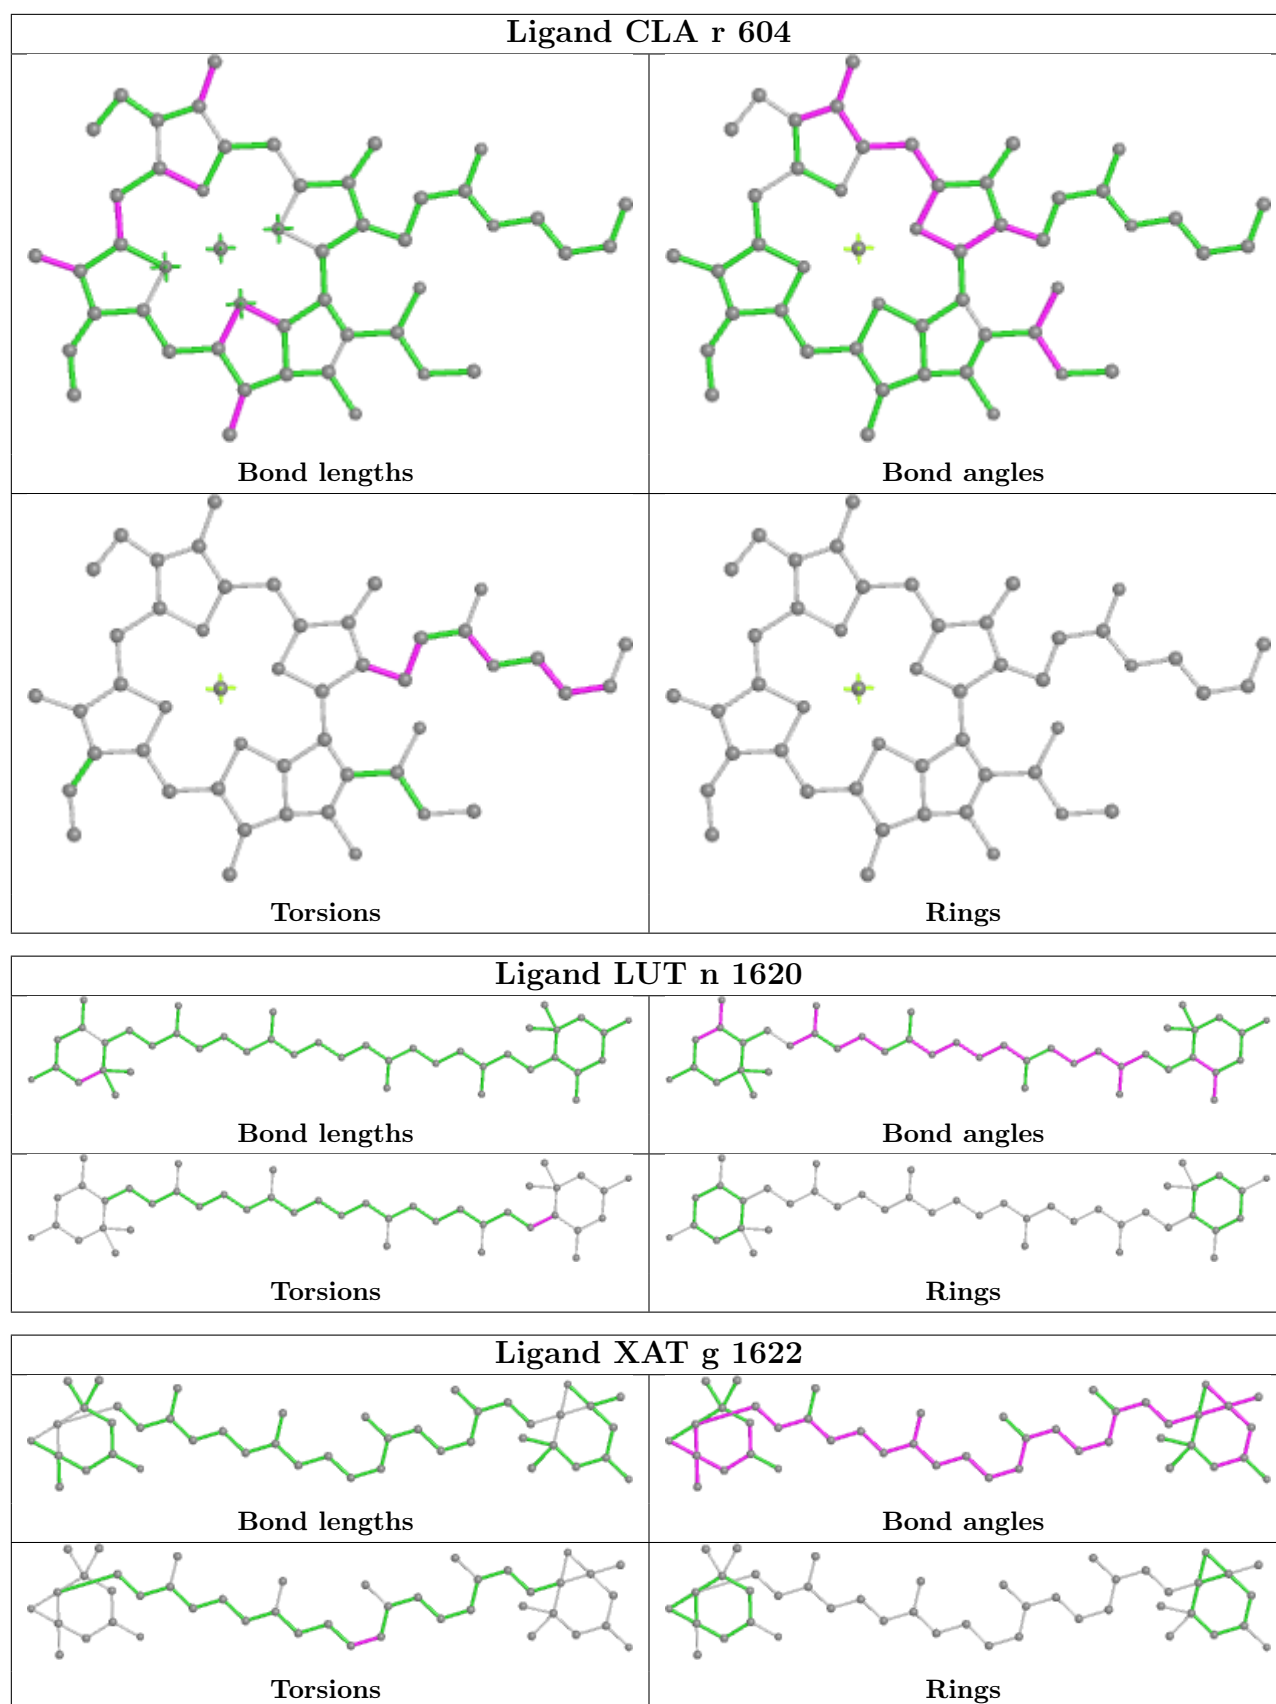 Ligand CLA r 604
Bond lengths
Bond angles
Torsions
Rings
Ligand LUT n 1620
Bond lengths
Bond angles
Torsions
Rings
Ligand XAT g 1622
Bond lengths
Bond angles
Torsions
Rings